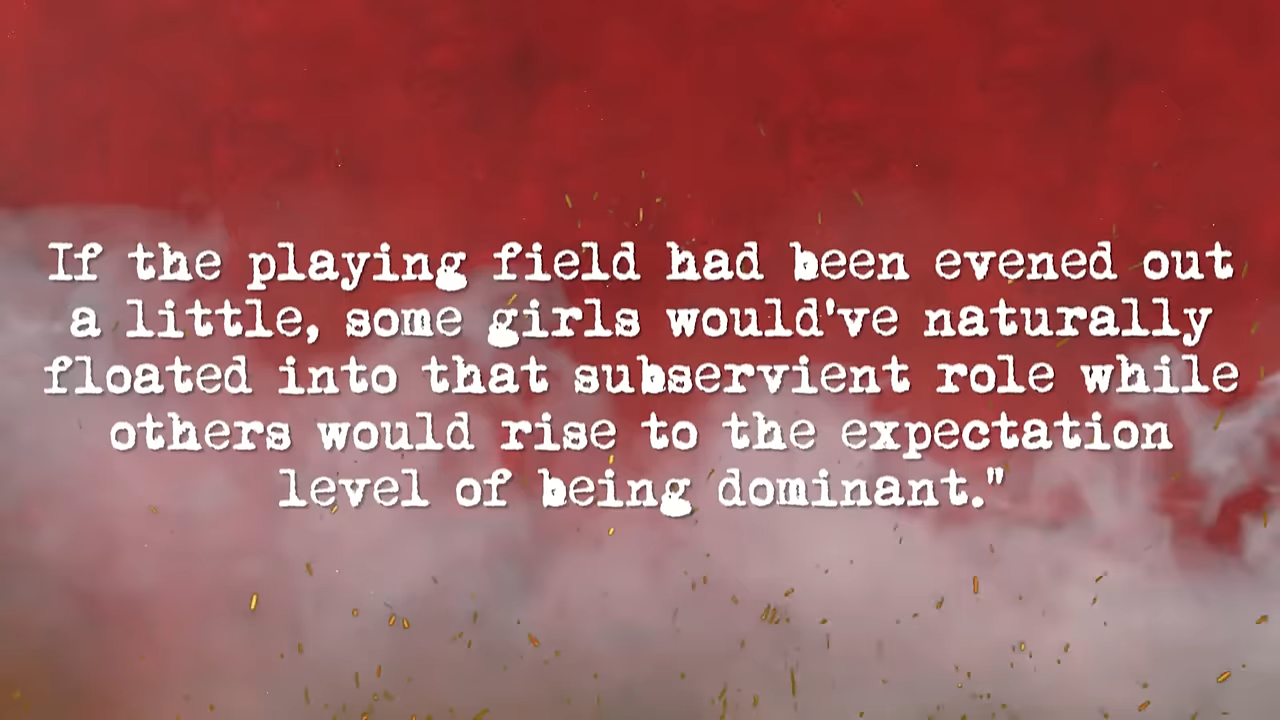 If the playing field had been evened out
a little, some girls would've naturally
floated into that subservient role while
others would rise to the expectation
level of being dominant."